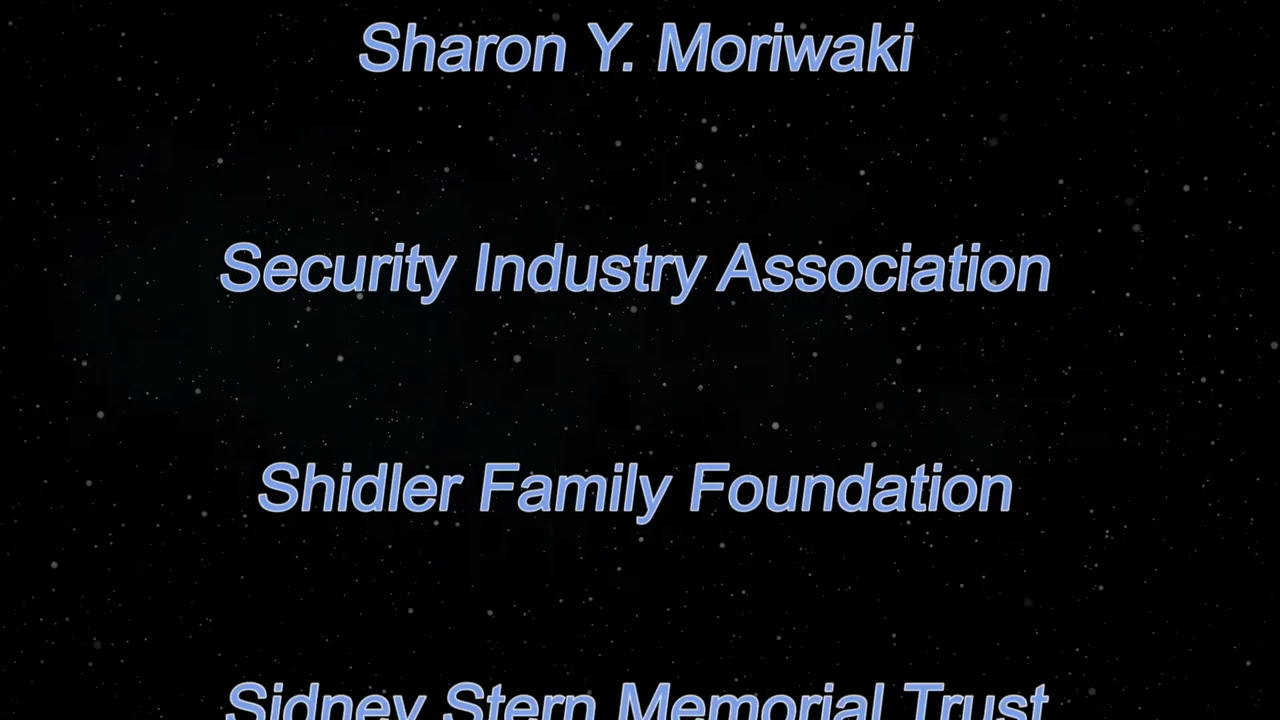 Sharon Y. Moriwaki
Security Industry Association
Shidler Family Foundation
Sidney Stern Memorial Trust